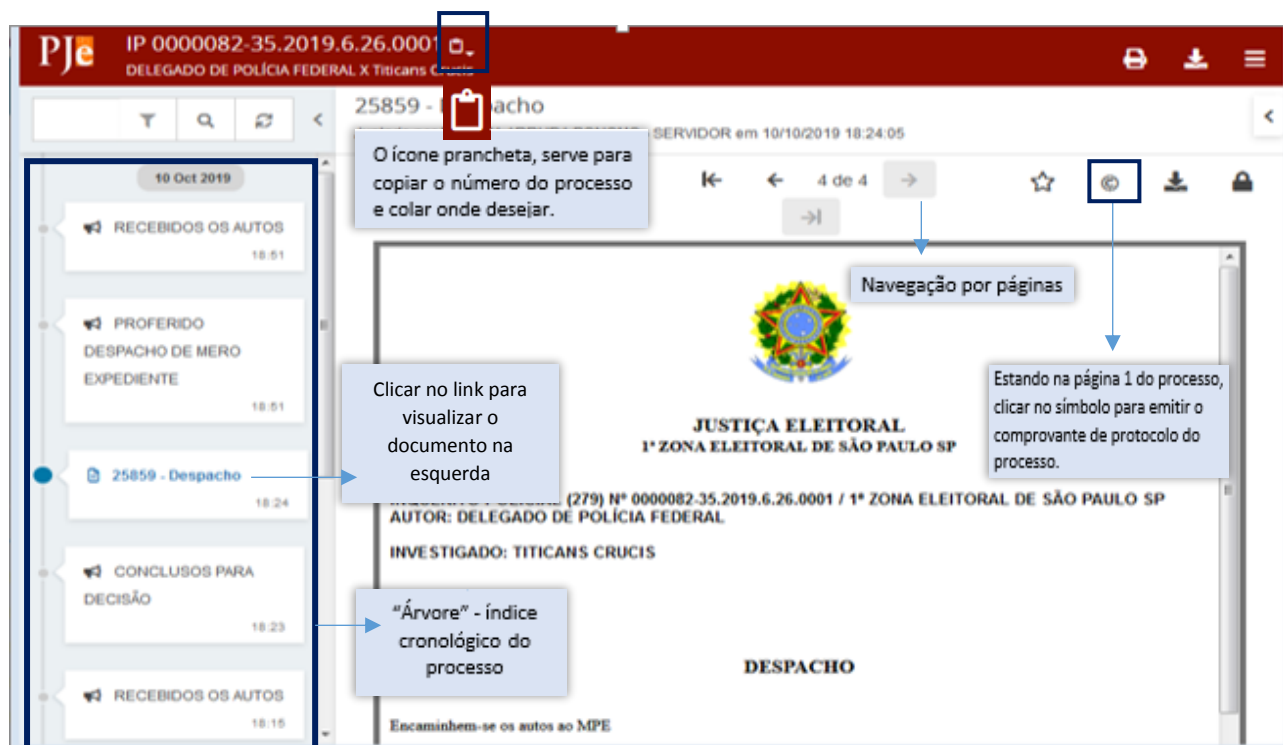 PJe
IP 0000082-35.2019.6.26.0001
DELEGADO DE POLÍCIA FEDERAL X Titicans Crucis
25859 -
acho
SERVIDOR em 10/10/2019 18:24:05
O ícone prancheta, serve para
copiar o número do processo
e colar onde desejar.
4 de 4
©
10 Oct 2019
RECEBIDOS OS AUTOS
18:51
PROFERIDO
DESPACHO DE MERO
EXPEDIENTE
18:51
25859 - Despacho
18:24
CONCLUSOS PARA
DECISÃO
18:23
RECEBIDOS OS AUTOS
18:15
Navegação por páginas
Clicar no link para
visualizar o
documento na
esquerda
Estando na página 1 do processo,
clicar no símbolo para emitir o
comprovante de protocolo do
processo.
JUSTIÇA ELEITORAL
1ª ZONA ELEITORAL DE SÃO PAULO SP
(279) Nº 0000082-35.2019.6.26.0001 / 1ª ZONA ELEITORAL DE SÃO PAULO SP
AUTOR: DELEGADO DE POLÍCIA FEDERAL
INVESTIGADO: TITICANS CRUCIS
"Árvore" - índice
cronológico do
processo
DESPACHO
Encaminhem-se os autos ao MPE